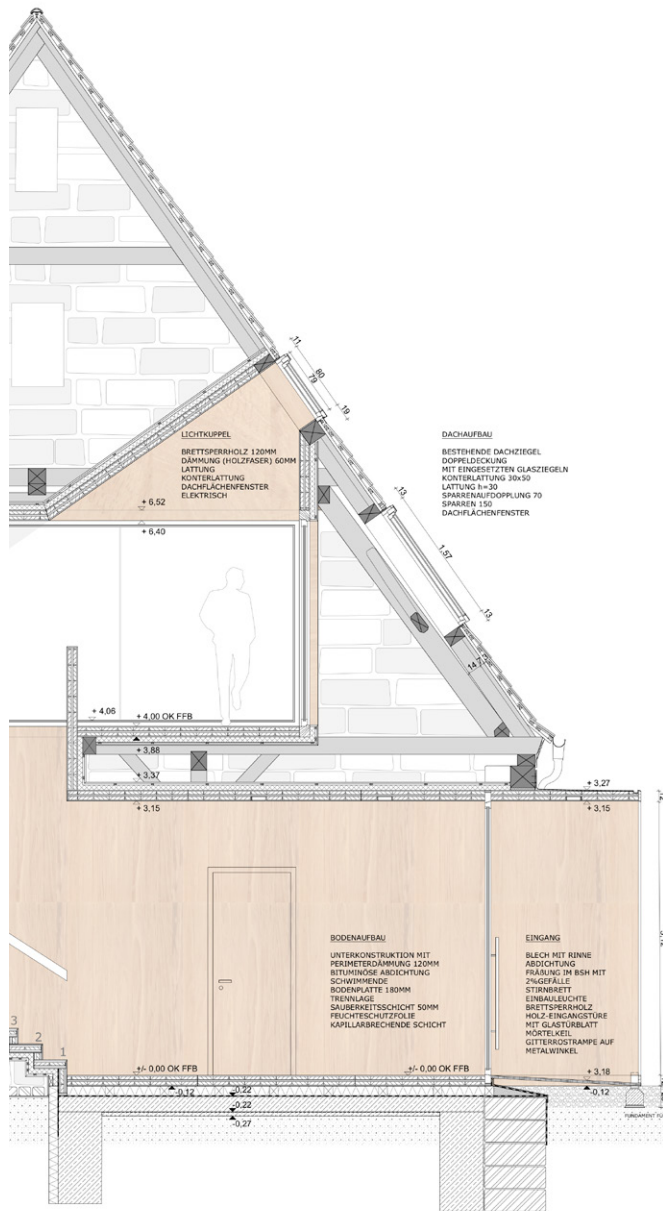 11
60
79
19
LICHTKUPPEL
BRETTSPERRHOLZ 120MM
DÄMMUNG (HOLZFASER) 60MM
LATTUNG
KONTERLATTUNG
DACHFLÄCHENFENSTER
ELEKTRISCH
DACHAUFBAU
BESTEHENDE DACHZIEGEL
DOPPELDECKUNG
MIT EINGESETZTEN GLASZIEGELN
KONTERLATTUNG 30x50
LATTUNG h=30
SPARRENAUFDOPPLUNG 70
SPARREN 150
DACHFLÄCHENFENSTER
+ 6,52
+ 6,40
13
1,57
13
+ 4,06
+ 4,00 OK FFB
+ 3,88
+ 3,37
+ 3,15
+ 3,27
+ 3,15
BODENAUFBAU
UNTERKONSTRUKTION MIT
PERIMETERDÄMMUNG 120MM
BITUMINÖSE ABDICHTUNG
SCHWIMMENDE
BODENPLATTE 180MM
TRENNLAGE
SAUBERKEITSSCHICHT 50MM
FEUCHTESCHUTZFOLIE
KAPILLARBRECHENDE SCHICHT
EINGANG
BLECH MIT RINNE
ABDICHTUNG
FRÄßUNG IM BSH MIT
2%GEFÄLLE
STIRNBRETT
EINBAULEUCHTE
BRETTSPERRHOLZ
HOLZ-EINGANGSTÜRE
MIT GLASTÜRBLATT
MÖRTELKEIL
GITTERROSTRAMPE AUF
METALWINKEL
3
2
1
+/- 0,00 OK FFB
+/- 0,00 OK FFB
+ 3,18
-0,12
-0,22
-0,12
-0,22
-0,27
FUNDAMENT